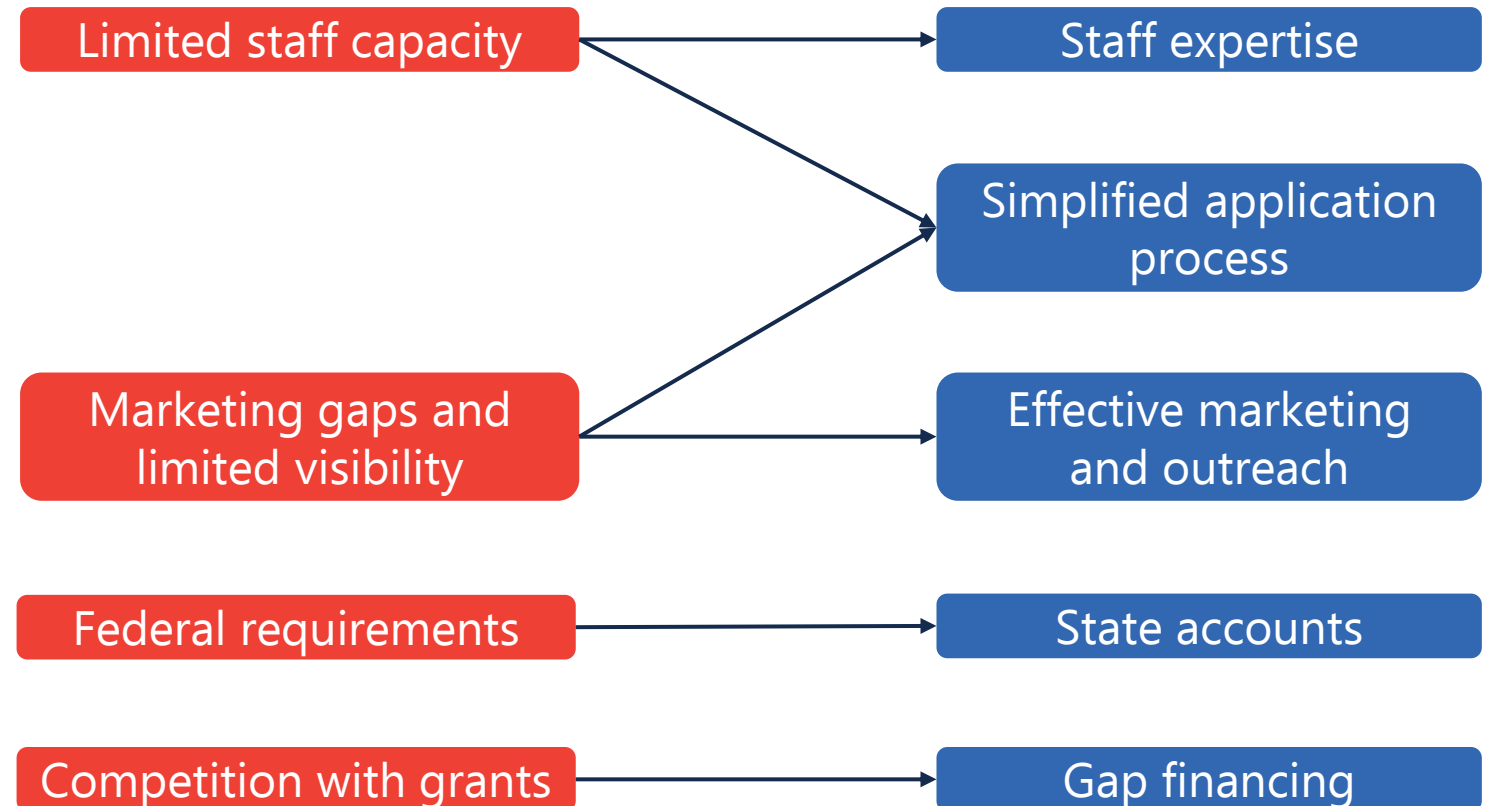 Limited staff capacity
Staff expertise
Simplified application
process
Marketing gaps and
limited visibility
Effective marketing
and outreach
Federal requirements
State accounts
Competition with grants
Gap financing